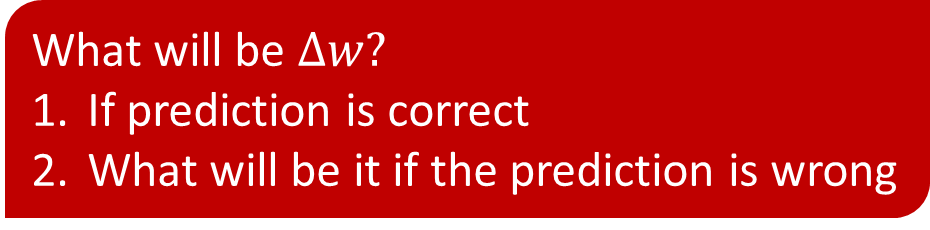 What will be Δw?
1. If prediction is correct
2. What will be it if the prediction is wrong